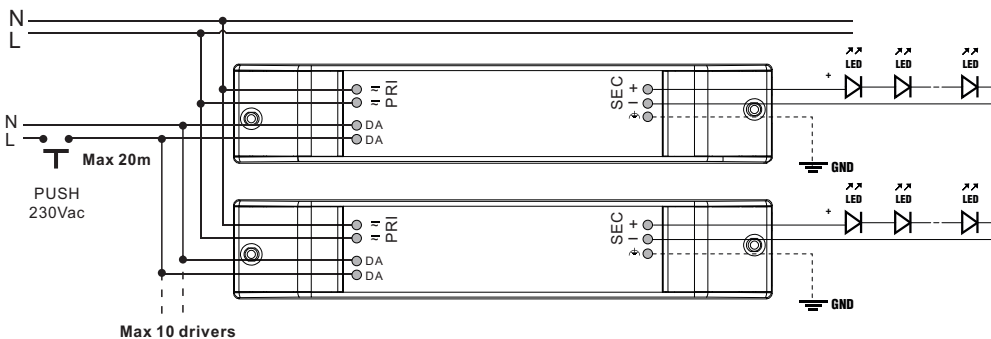 N
L
LED LED LED
+
PRI
SEC
+
−
N
L
DA
DA
Max 20m
GND
PUSH
230Vac
LED LED LED
+
PRI
SEC
+
−
DA
DA
GND
Max 10 drivers